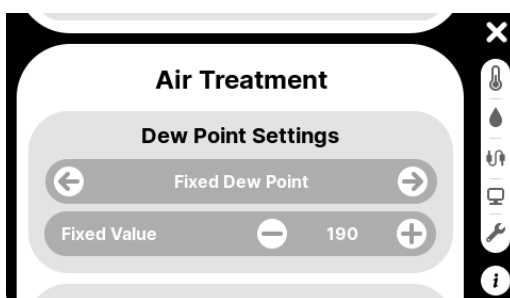 Air Treatment
Dew Point Settings
Fixed Dew Point
Fixed Value 190
i